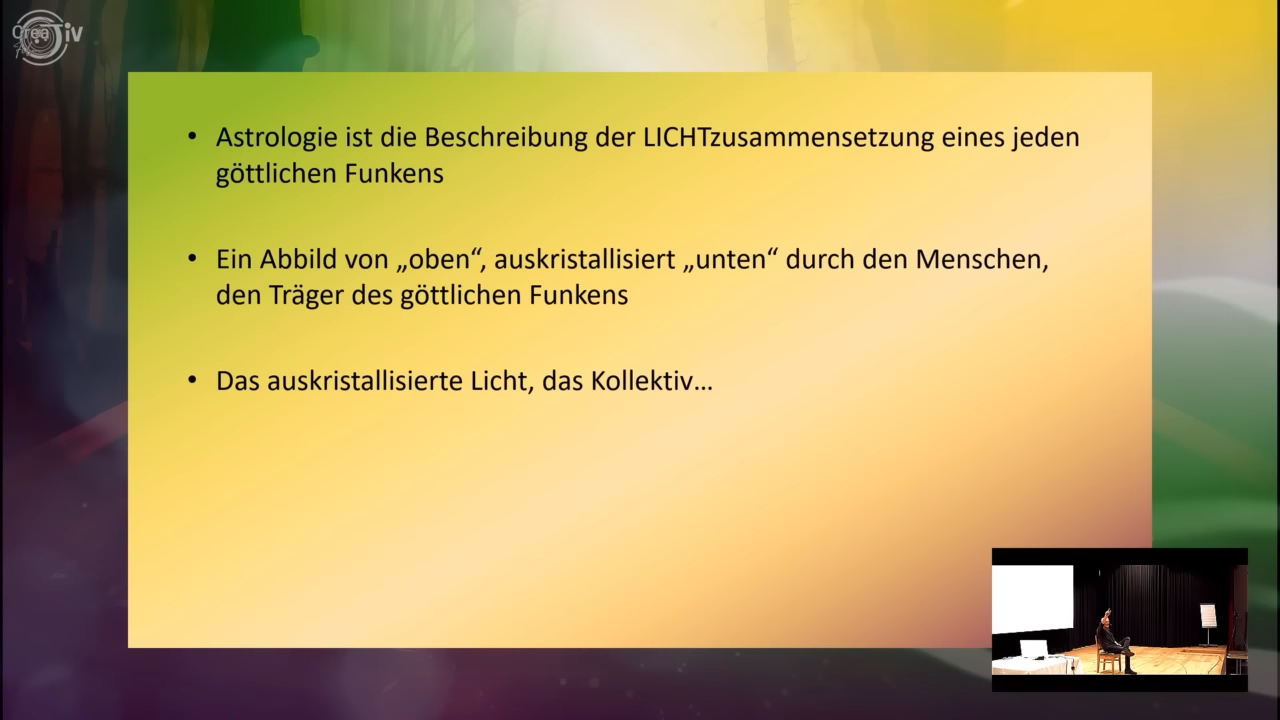 CreaTiv
• Astrologie ist die Beschreibung der LICHTzusammensetzung eines jeden
göttlichen Funkens
• Ein Abbild von „oben“, auskristallisiert „unten“ durch den Menschen,
den Träger des göttlichen Funkens
• Das auskristallisierte Licht, das Kollektiv…